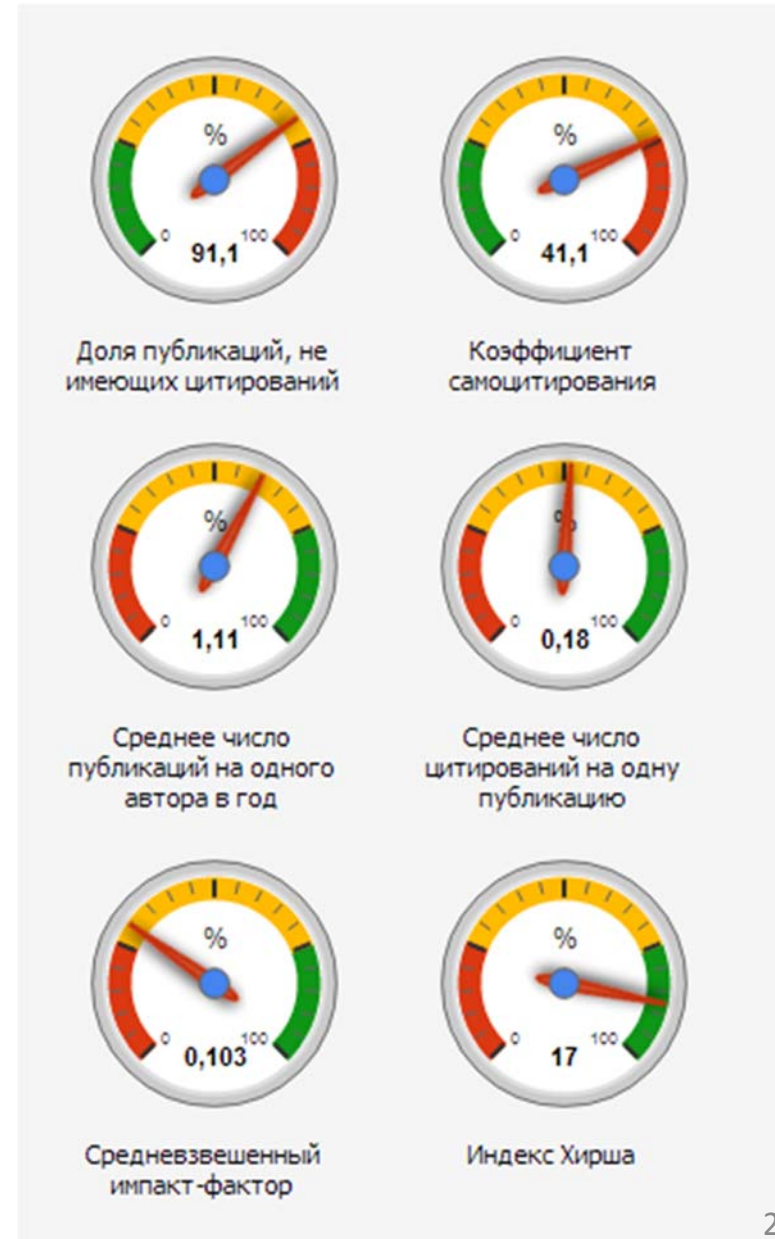 %
0 100
91,1
Доля публикаций, не
имеющих цитирований
%
0 100
41,1
Коэффициент
самоцитирования
%
0 100
1,11
Среднее число
публикаций на одного
автора в год
%
0 100
0,18
Среднее число
цитирований на одну
публикацию
%
0 100
0,103
Средневзвешенный
импакт-фактор
%
0 100
17
Индекс Хирша
2